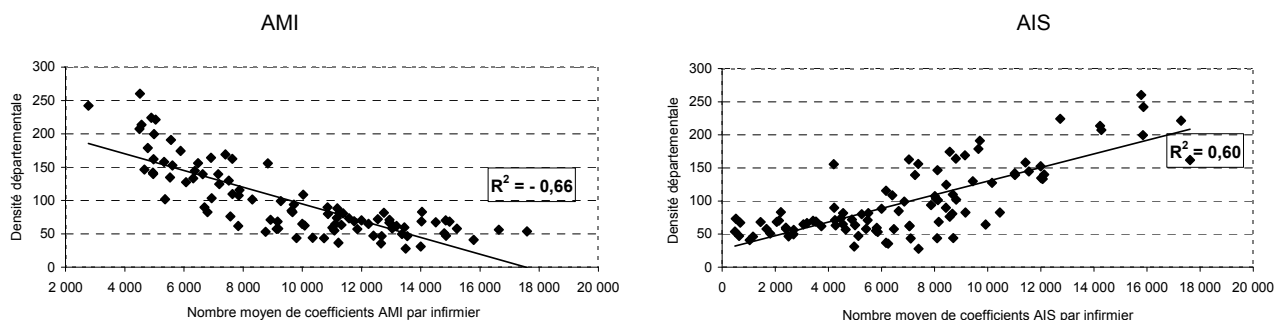 AMI
Densité départementale
300
250
200
150
100
50
0
R² = - 0,66
2 000 4 000 6 000 8 000 10 000 12 000 14 000 16 000 18 000 20 000
Nombre moyen de coefficients AMI par infirmier
AIS
Densité départementale
300
250
200
150
100
50
0
R² = 0,60
0 2 000 4 000 6 000 8 000 10 000 12 000 14 000 16 000 18 000 20 000
Nombre moyen de coefficients AIS par infirmier